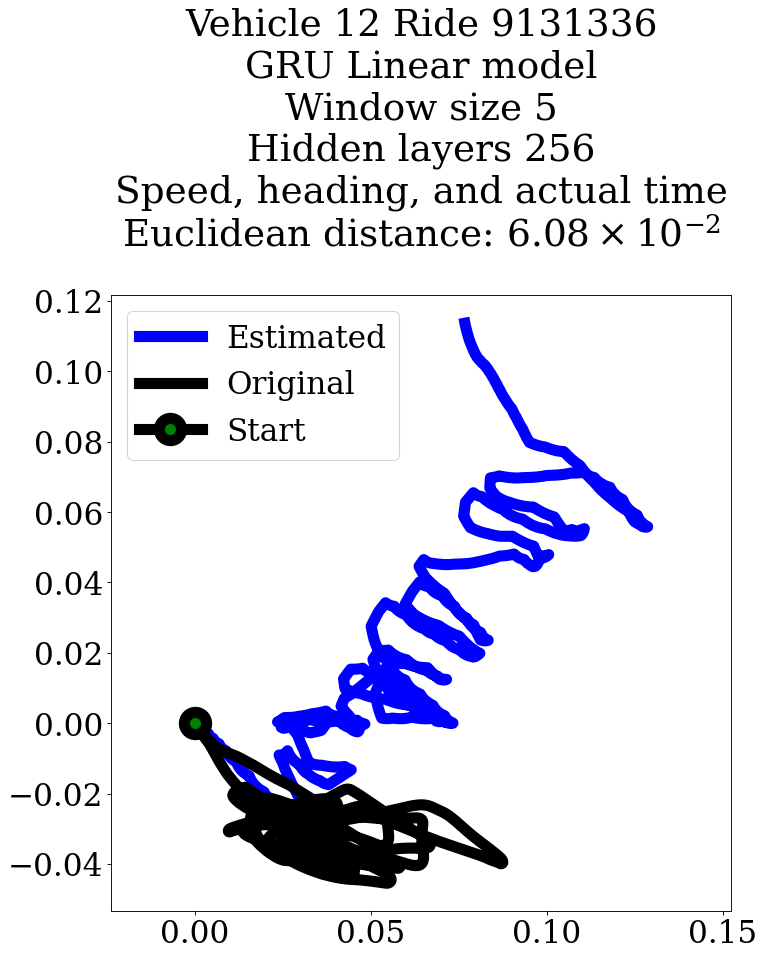 Vehicle 12 Ride 9131336
GRU Linear model
Window size 5
Hidden layers 256
Speed, heading, and actual time
Euclidean distance: 6.08 × 10⁻²
0.12
0.10
0.08
0.06
0.04
0.02
0.00
−0.02
−0.04
Estimated
Original
Start
0.00 0.05 0.10 0.15